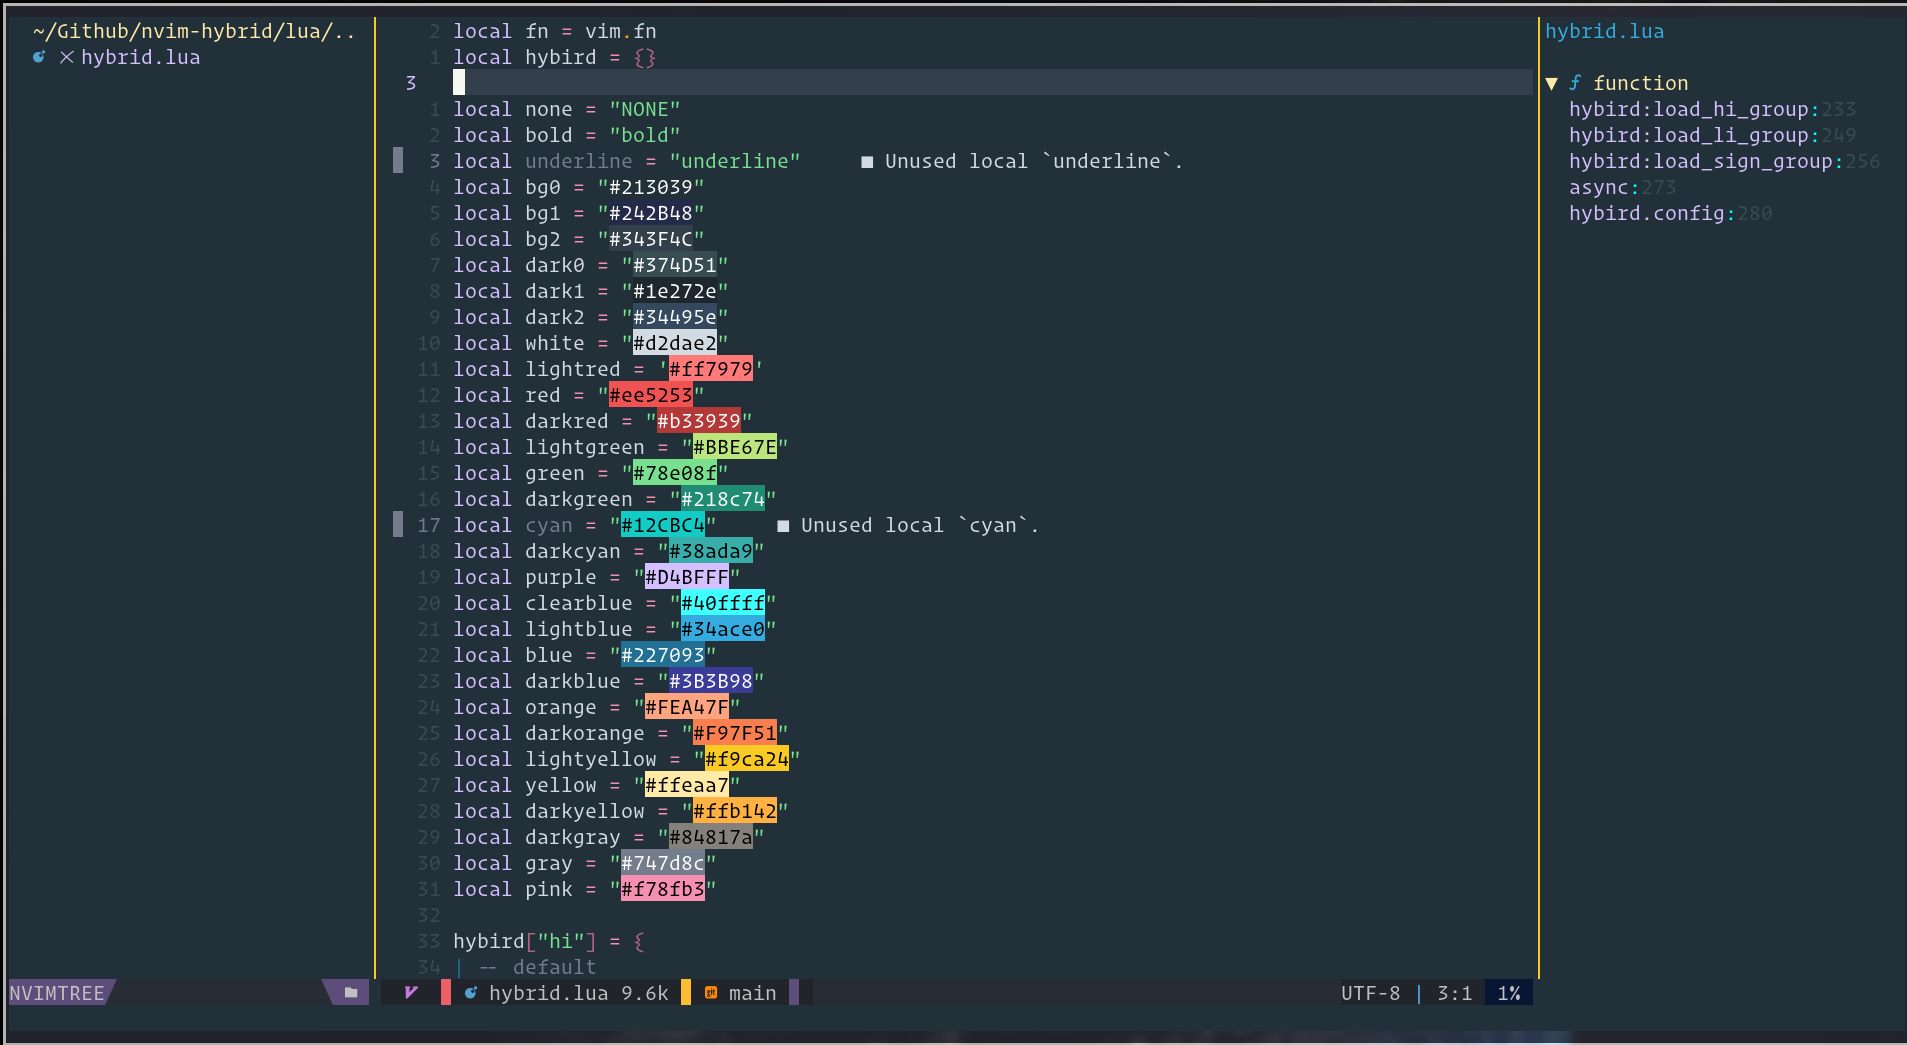 ~/Github/nvim-hybrid/lua/..
hybrid.lua
2 local fn = vim.fn
1 local hybird = {}
3
1 local none = "NONE"
2 local bold = "bold"
3 local underline = "underline" ■ Unused local `underline`.
4 local bg0 = "#213039"
5 local bg1 = "#242B48"
6 local bg2 = "#343F4C"
7 local dark0 = "#374D51"
8 local dark1 = "#1e272e"
9 local dark2 = "#34495e"
10 local white = "#d2dae2"
11 local lightred = '#ff7979'
12 local red = "#ee5253"
13 local darkred = "#b33939"
14 local lightgreen = "#BBE67E"
15 local green = "#78e08f"
16 local darkgreen = "#218c74"
17 local cyan = "#12CBC4" ■ Unused local `cyan`.
18 local darkcyan = "#38ada9"
19 local purple = "#D4BFFF"
20 local clearblue = "#40ffff"
21 local lightblue = "#34ace0"
22 local blue = "#227093"
23 local darkblue = "#3B3B98"
24 local orange = "#FEA47F"
25 local darkorange = "#F97F51"
26 local lightyellow = "#f9ca24"
27 local yellow = "#ffeaa7"
28 local darkyellow = "#ffb142"
29 local darkgray = "#84817a"
30 local gray = "#747d8c"
31 local pink = "#f78fb3"
32
33 hybird["hi"] = {
34 | -- default
hybrid.lua
▼ ƒ function
hybird:load_hi_group:233
hybird:load_li_group:249
hybird:load_sign_group:256
async:273
hybird.config:280
NVIMTREE
hybrid.lua 9.6k git main
UTF-8 | 3:1 1%